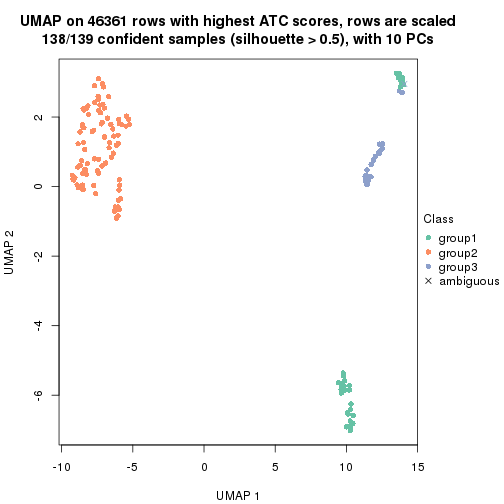 UMAP on 46361 rows with highest ATC scores, rows are scaled
138/139 confident samples (silhouette > 0.5), with 10 PCs
2
0
-2
-4
-6
UMAP 2
-10
-5
0
5
10
15
UMAP 1
Class
group1
group2
group3
ambiguous